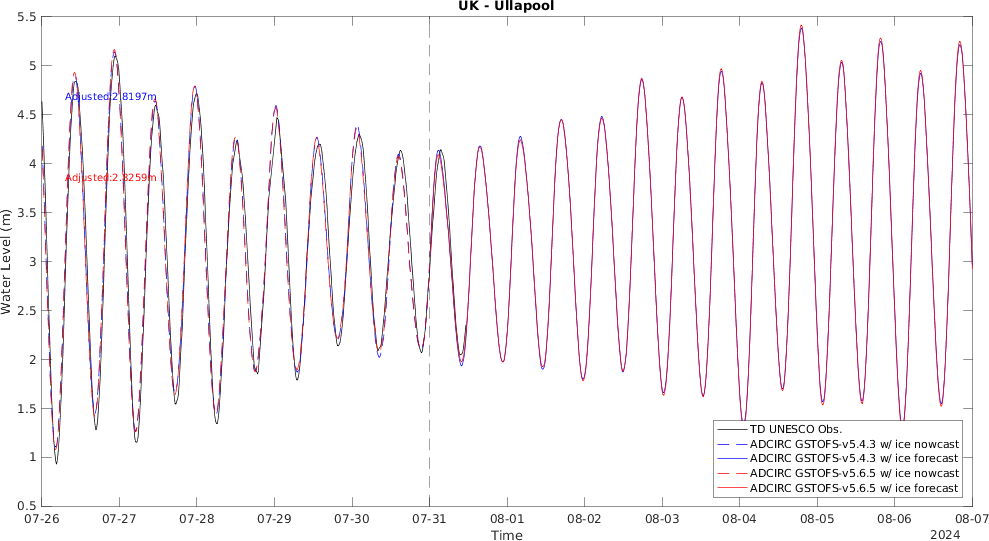 UK - Ullapool
5.5
5
4.5
4
3.5
3
2.5
2
1.5
1
0.5
Water Level (m)
Adjusted:2.8197m
Adjusted:2.8259m
TD UNESCO Obs.
ADCIRC GSTOFS-v5.4.3 w/ ice nowcast
ADCIRC GSTOFS-v5.4.3 w/ ice forecast
ADCIRC GSTOFS-v5.6.5 w/ ice nowcast
ADCIRC GSTOFS-v5.6.5 w/ ice forecast
07-26 07-27 07-28 07-29 07-30 07-31 08-01 08-02 08-03 08-04 08-05 08-06 08-07
Time
2024